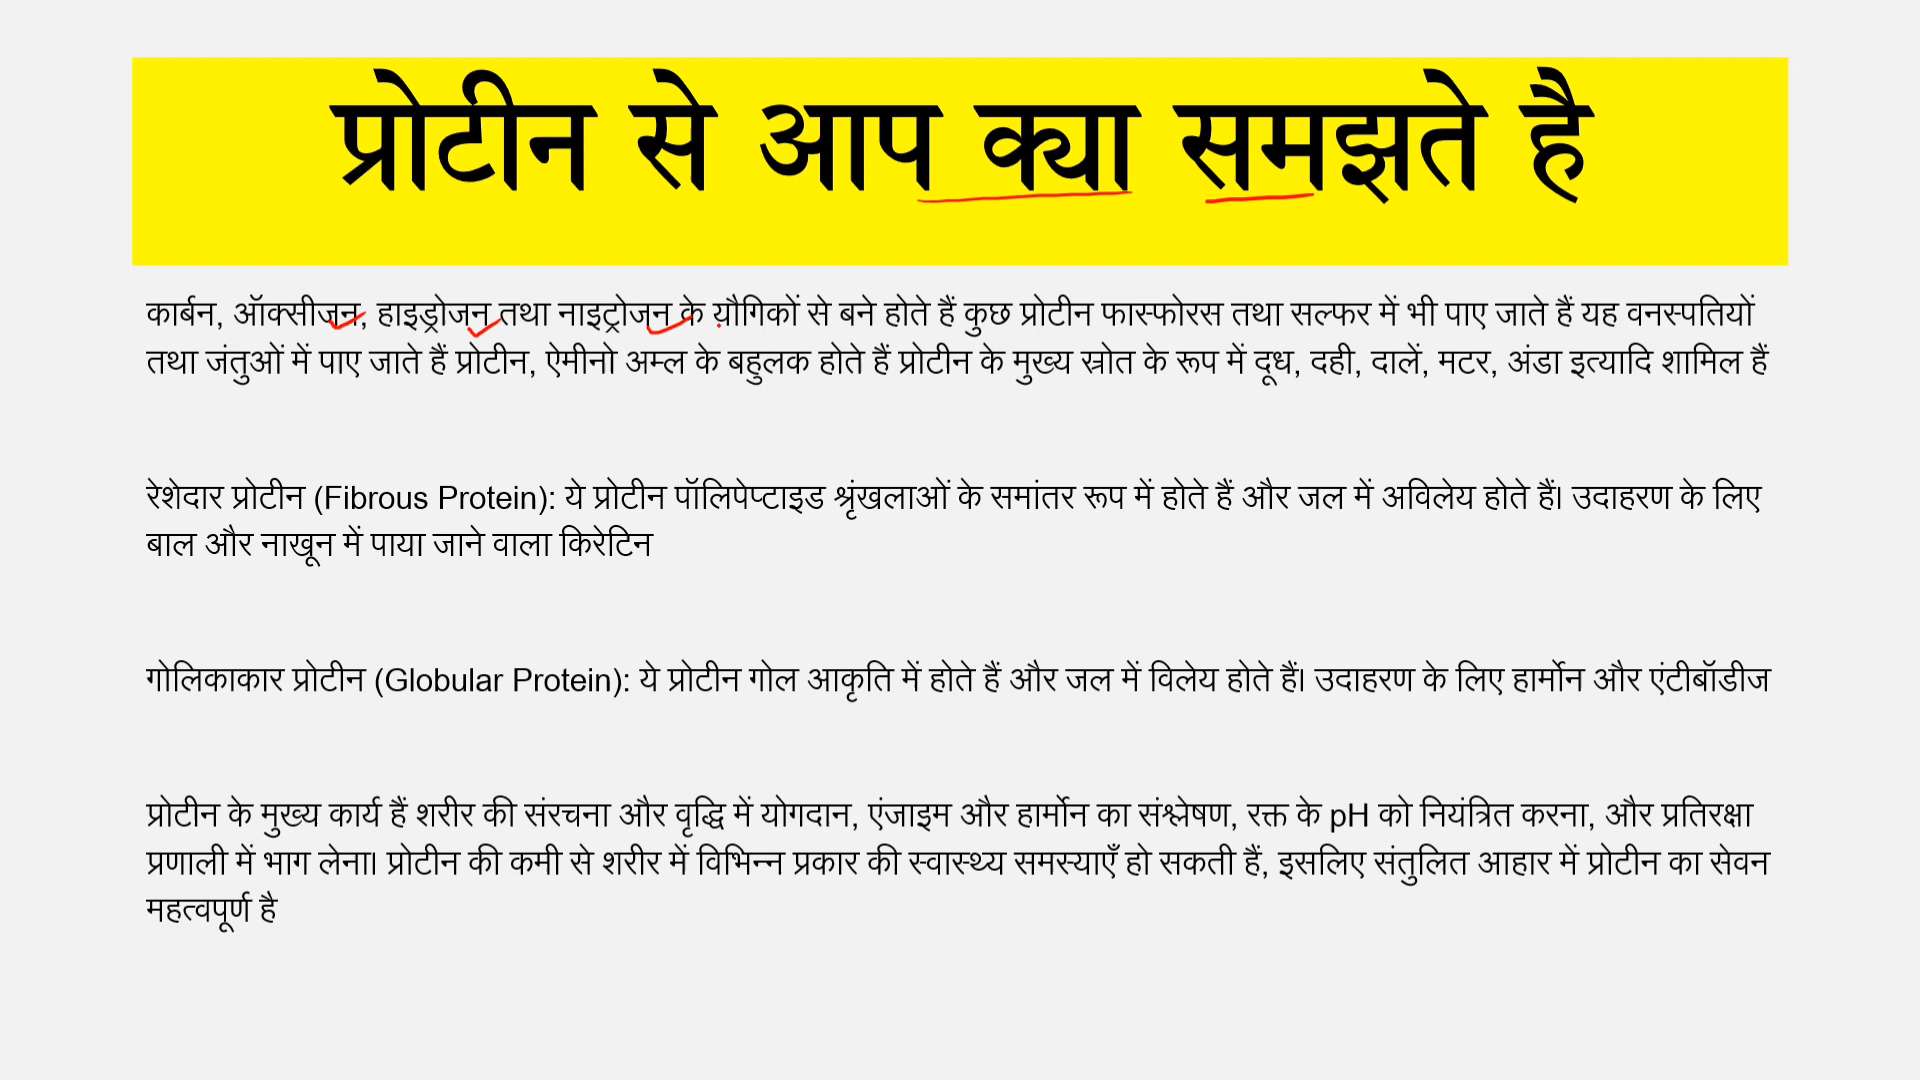 प्रोटीन से आप क्या समझते है
कार्बन, ऑक्सीजन, हाइड्रोजन तथा नाइट्रोजन के यौगिकों से बने होते हैं कुछ प्रोटीन फास्फोरस तथा सल्फर में भी पाए जाते हैं यह वनस्पतियों
तथा जंतुओं में पाए जाते हैं प्रोटीन, ऐमीनो अम्ल के बहुलक होते हैं प्रोटीन के मुख्य स्रोत के रूप में दूध, दही, दालें, मटर, अंडा इत्यादि शामिल हैं
रेशेदार प्रोटीन (Fibrous Protein): ये प्रोटीन पॉलिपेप्टाइड श्रृंखलाओं के समांतर रूप में होते हैं और जल में अविलेय होते हैं। उदाहरण के लिए
बाल और नाखून में पाया जाने वाला किरेटिन
गोलिकाकार प्रोटीन (Globular Protein): ये प्रोटीन गोल आकृति में होते हैं और जल में विलेय होते हैं। उदाहरण के लिए हार्मोन और एंटीबॉडीज
प्रोटीन के मुख्य कार्य हैं शरीर की संरचना और वृद्धि में योगदान, एंजाइम और हार्मोन का संश्लेषण, रक्त के pH को नियंत्रित करना, और प्रतिरक्षा
प्रणाली में भाग लेना। प्रोटीन की कमी से शरीर में विभिन्न प्रकार की स्वास्थ्य समस्याएँ हो सकती हैं, इसलिए संतुलित आहार में प्रोटीन का सेवन
महत्वपूर्ण है